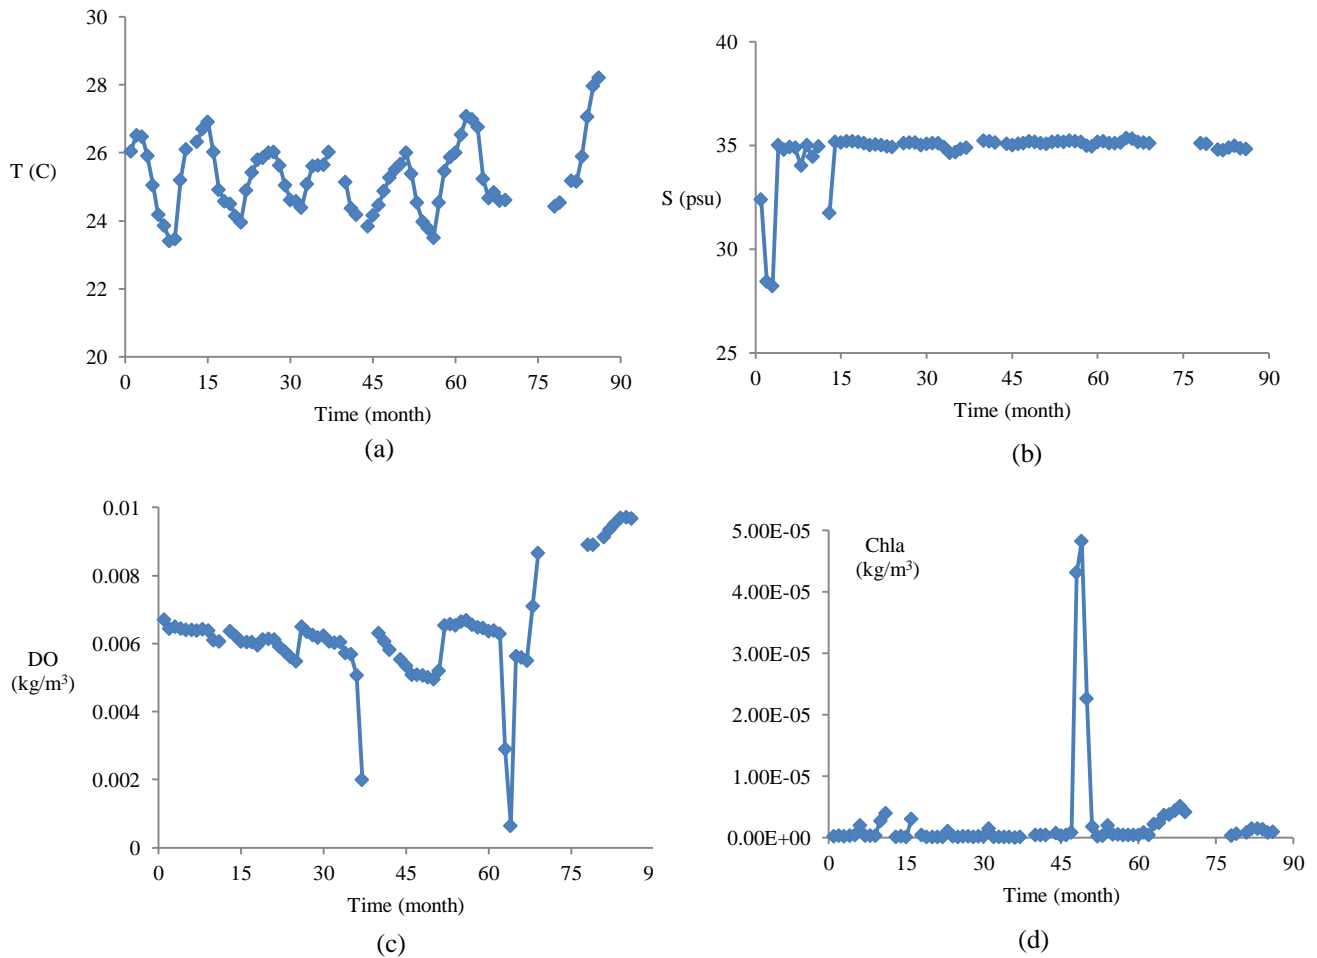 30
28
26
24
22
20
T (C)
0 15 30 45 60 75 90
Time (month)
(a)
40
35
30
25
S (psu)
0 15 30 45 60 75 90
Time (month)
(b)
0.01
0.008
0.006
0.004
0.002
0
DO
(kg/m³)
0 15 30 45 60 75 9
Time (month)
(c)
5.00E-05
4.00E-05
3.00E-05
2.00E-05
1.00E-05
0.00E+00
Chla
(kg/m³)
0 15 30 45 60 75 90
Time (month)
(d)